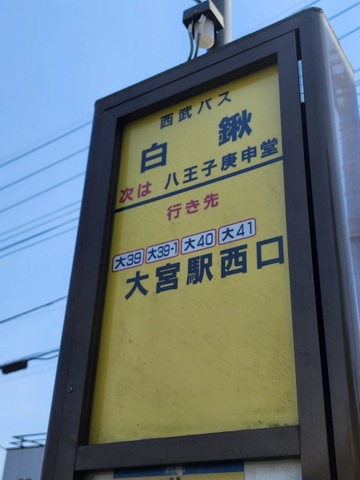 西武バス
白鍬
次は 八王子庚申堂
行き先
大39 大39-1 大40 大41
大宮駅西口